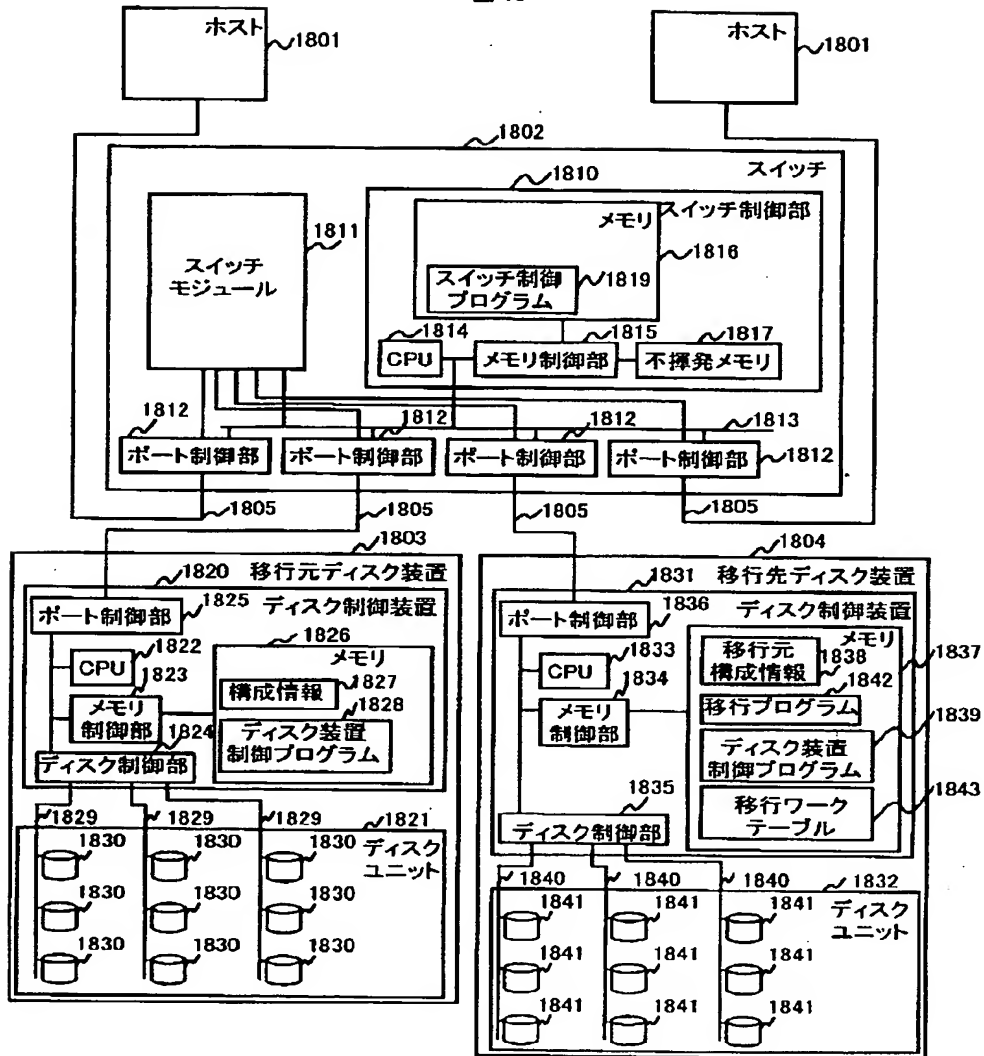 ホスト
1801
ホスト
1801
1802
スイッチ
1810
スイッチ制御部
メモリ
1811
スイッチ
モジュール
1816
スイッチ制御
プログラム
1819
1814
CPU
1815
メモリ制御部
1817
不揮発メモリ
1812
ポート制御部
1812
ポート制御部
1812
ポート制御部
1813
ポート制御部
1812
1805
1805
1805
1805
1803
移行元ディスク装置
1820
ディスク制御装置
ポート制御部
1825
1822
CPU
1823
メモリ
制御部
1824
ディスク制御部
1826
メモリ
構成情報
1827
1828
ディスク装置
制御プログラム
1829
1829
1829
1821
ディスク
ユニット
1830
1830
1830
1830
1830
1830
1830
1830
1830
1804
移行先ディスク装置
1831
ディスク制御装置
ポート制御部
1836
1833
CPU
1834
メモリ
制御部
1835
ディスク制御部
メモリ
1837
移行元
構成情報
1838
1842
移行プログラム
1839
ディスク装置
制御プログラム
1843
移行ワーク
テーブル
1840
1840
1840
1832
ディスク
ユニット
1841
1841
1841
1841
1841
1841
1841
1841
1841